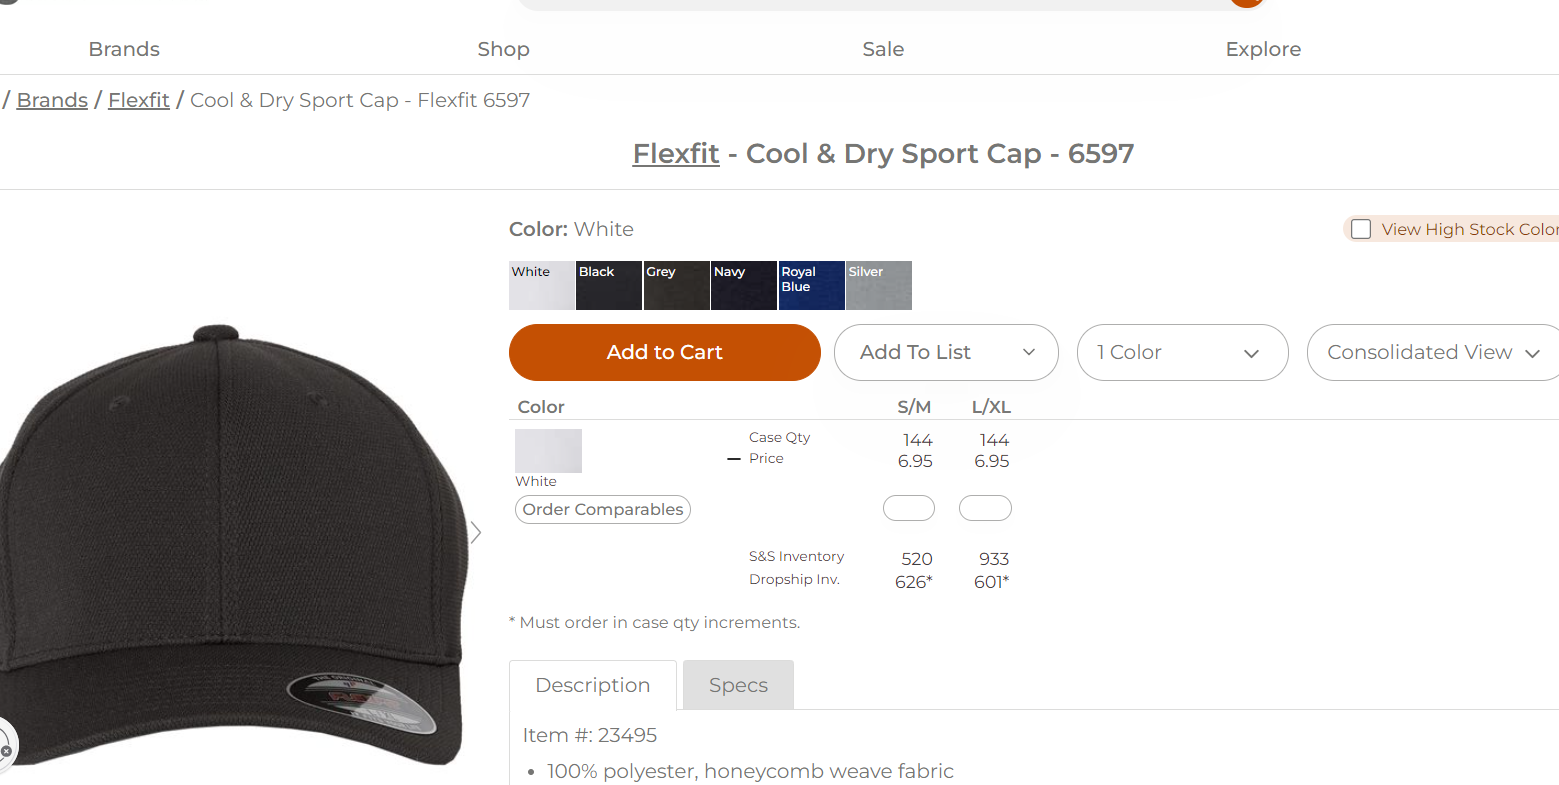 Brands Shop Sale Explore
/ Brands / Flexfit / Cool & Dry Sport Cap - Flexfit 6597
Flexfit - Cool & Dry Sport Cap - 6597
Color: White
View High Stock Color
White Black Grey Navy Royal Blue Silver
Add to Cart
Add To List
1 Color
Consolidated View
Color S/M L/XL
Case Qty 144 144
Price 6.95 6.95
White
Order Comparables
S&S Inventory 520 933
Dropship Inv. 626* 601*
* Must order in case qty increments.
Description Specs
Item #: 23495
• 100% polyester, honeycomb weave fabric
THE ORIGINAL